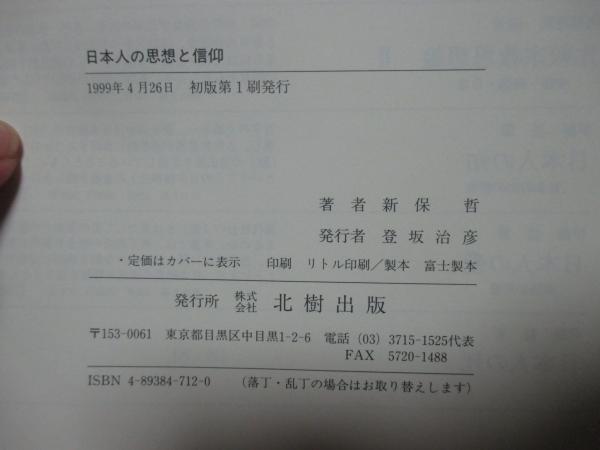 日本人の思想と信仰
1999年4月26日　初版第1刷発行
著者 新保 哲
発行者 登坂治彦
・定価はカバーに表示　印刷　リトル印刷／製本　富士製本
発行所 株式会社 北樹出版
〒153-0061　東京都目黒区中目黒1-2-6　電話 (03) 3715-1525代表
FAX　5720-1488
ISBN 4-89384-712-0　（落丁・乱丁の場合はお取り替えします）